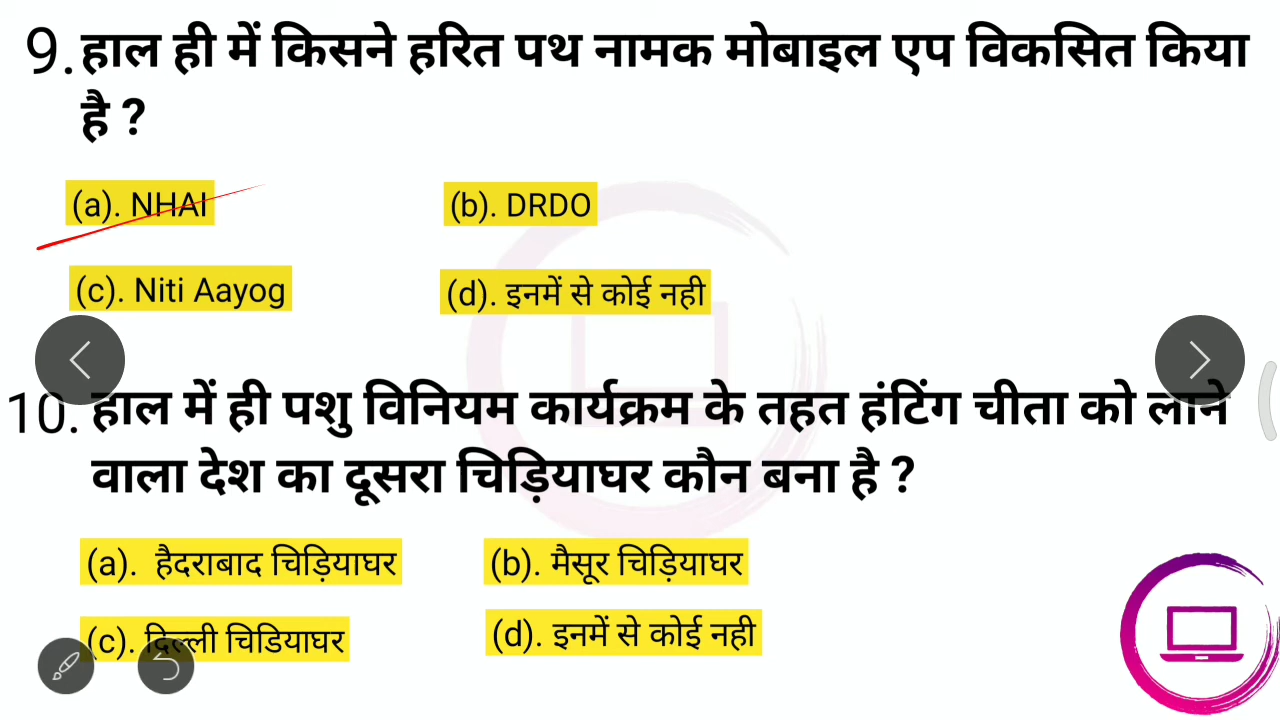 9. हाल ही में किसने हरित पथ नामक मोबाइल एप विकसित किया
है ?
(a). NHAI (b). DRDO
(c). Niti Aayog (d). इनमें से कोई नही
10. हाल में ही पशु विनियम कार्यक्रम के तहत हंटिंग चीता को लाने
वाला देश का दूसरा चिड़ियाघर कौन बना है ?
(a). हैदराबाद चिड़ियाघर (b). मैसूर चिड़ियाघर
(c). दिल्ली चिडियाघर (d). इनमें से कोई नही